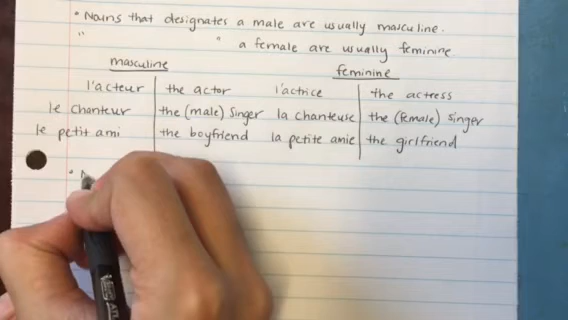 • Nouns that designates a male are usually masculine.
" " a female are usually feminine
masculine feminine
l'acteur the actor l'actrice the actress
le chanteur the (male) singer la chanteuse the (female) singer
le petit ami the boyfriend la petite amie the girlfriend
•